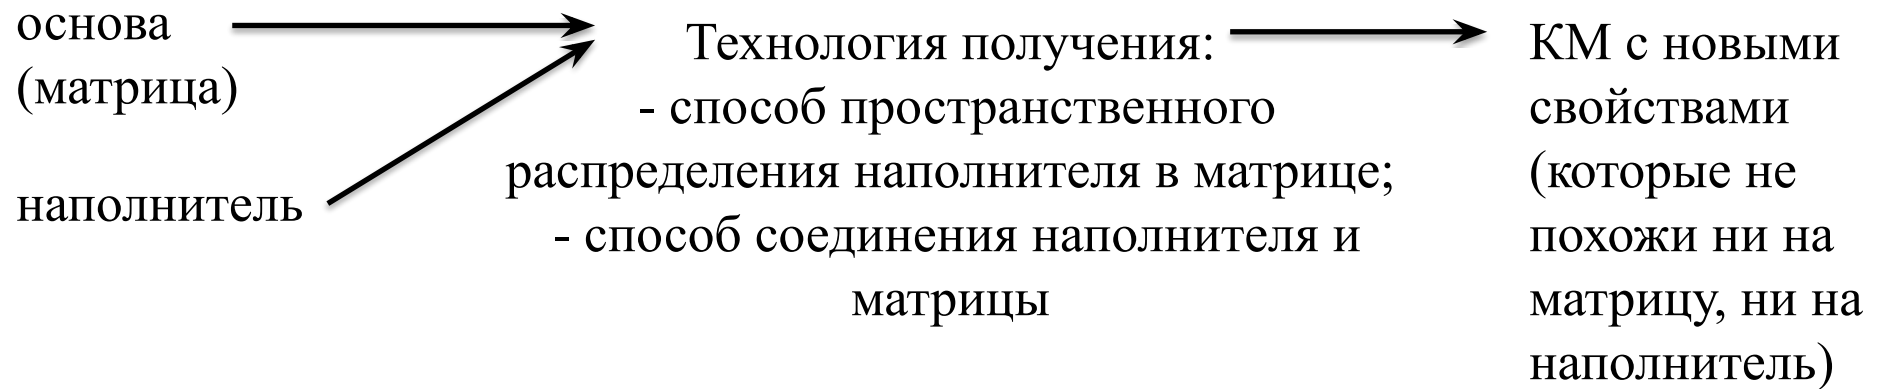 основа
(матрица)
наполнитель
Технология получения:
- способ пространственного
распределения наполнителя в матрице;
- способ соединения наполнителя и
матрицы
КМ с новыми
свойствами
(которые не
похожи ни на
матрицу, ни на
наполнитель)